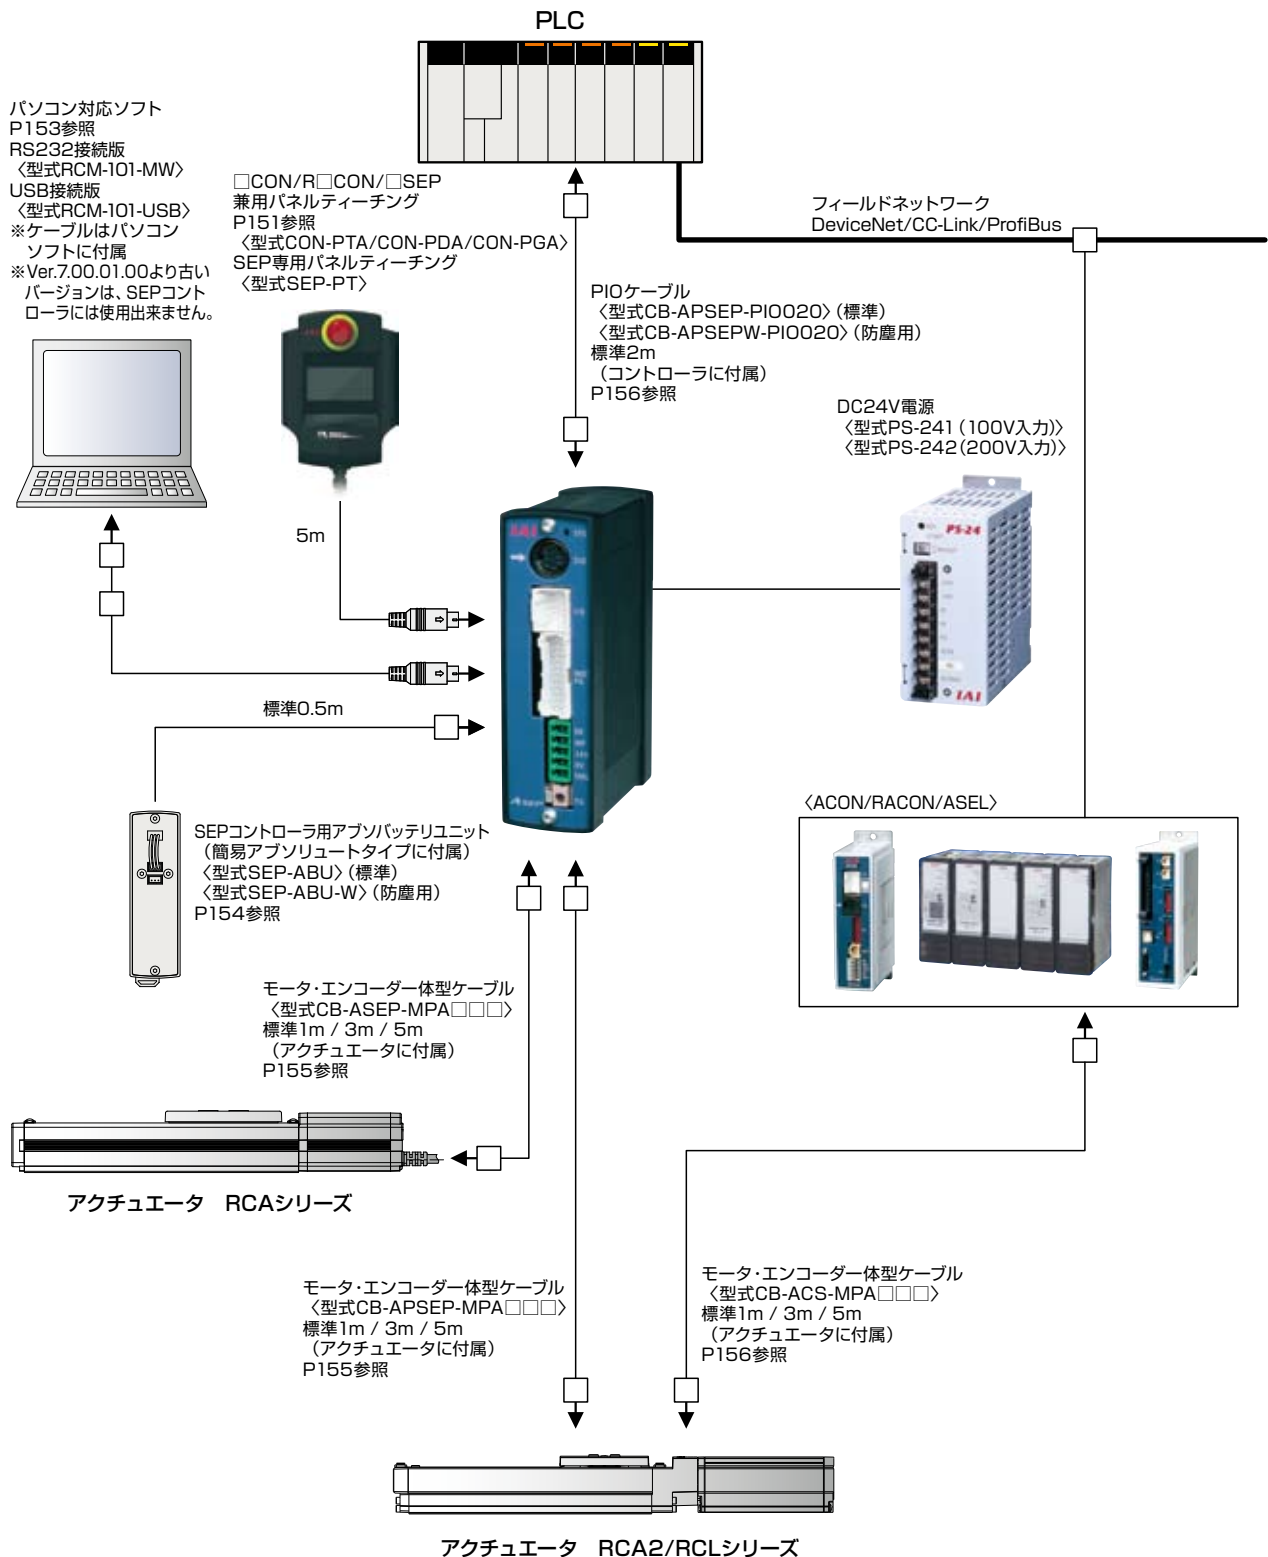 PLC
パソコン対応ソフト
P153参照
RS232接続版
〈型式RCM-101-MW〉
USB接続版
〈型式RCM-101-USB〉
※ケーブルはパソコン
ソフトに付属
※Ver.7.00.01.00より古い
バージョンは、SEPコント
ローラには使用出来ません。
□CON/R□CON/□SEP
兼用パネルティーチング
P151参照
〈型式CON-PTA/CON-PDA/CON-PGA〉
SEP専用パネルティーチング
〈型式SEP-PT〉
フィールドネットワーク
DeviceNet/CC-Link/ProfiBus
PIOケーブル
〈型式CB-APSEP-PIO020〉(標準)
〈型式CB-APSEPW-PIO020〉(防塵用)
標準2m
(コントローラに付属)
P156参照
DC24V電源
〈型式PS-241(100V入力)〉
〈型式PS-242(200V入力)〉
5m
PS-24
IAI
標準0.5m
SEPコントローラ用アブソバッテリユニット
(簡易アブソリュートタイプに付属)
〈型式SEP-ABU〉(標準)
〈型式SEP-ABU-W〉(防塵用)
P154参照
〈ACON/RACON/ASEL〉
モータ・エンコーダ一体型ケーブル
〈型式CB-ASEP-MPA□□□〉
標準1m / 3m / 5m
(アクチュエータに付属)
P155参照
アクチュエータ　RCAシリーズ
モータ・エンコーダ一体型ケーブル
〈型式CB-APSEP-MPA□□□〉
標準1m / 3m / 5m
(アクチュエータに付属)
P155参照
モータ・エンコーダ一体型ケーブル
〈型式CB-ACS-MPA□□□〉
標準1m / 3m / 5m
(アクチュエータに付属)
P156参照
アクチュエータ　RCA2/RCLシリーズ